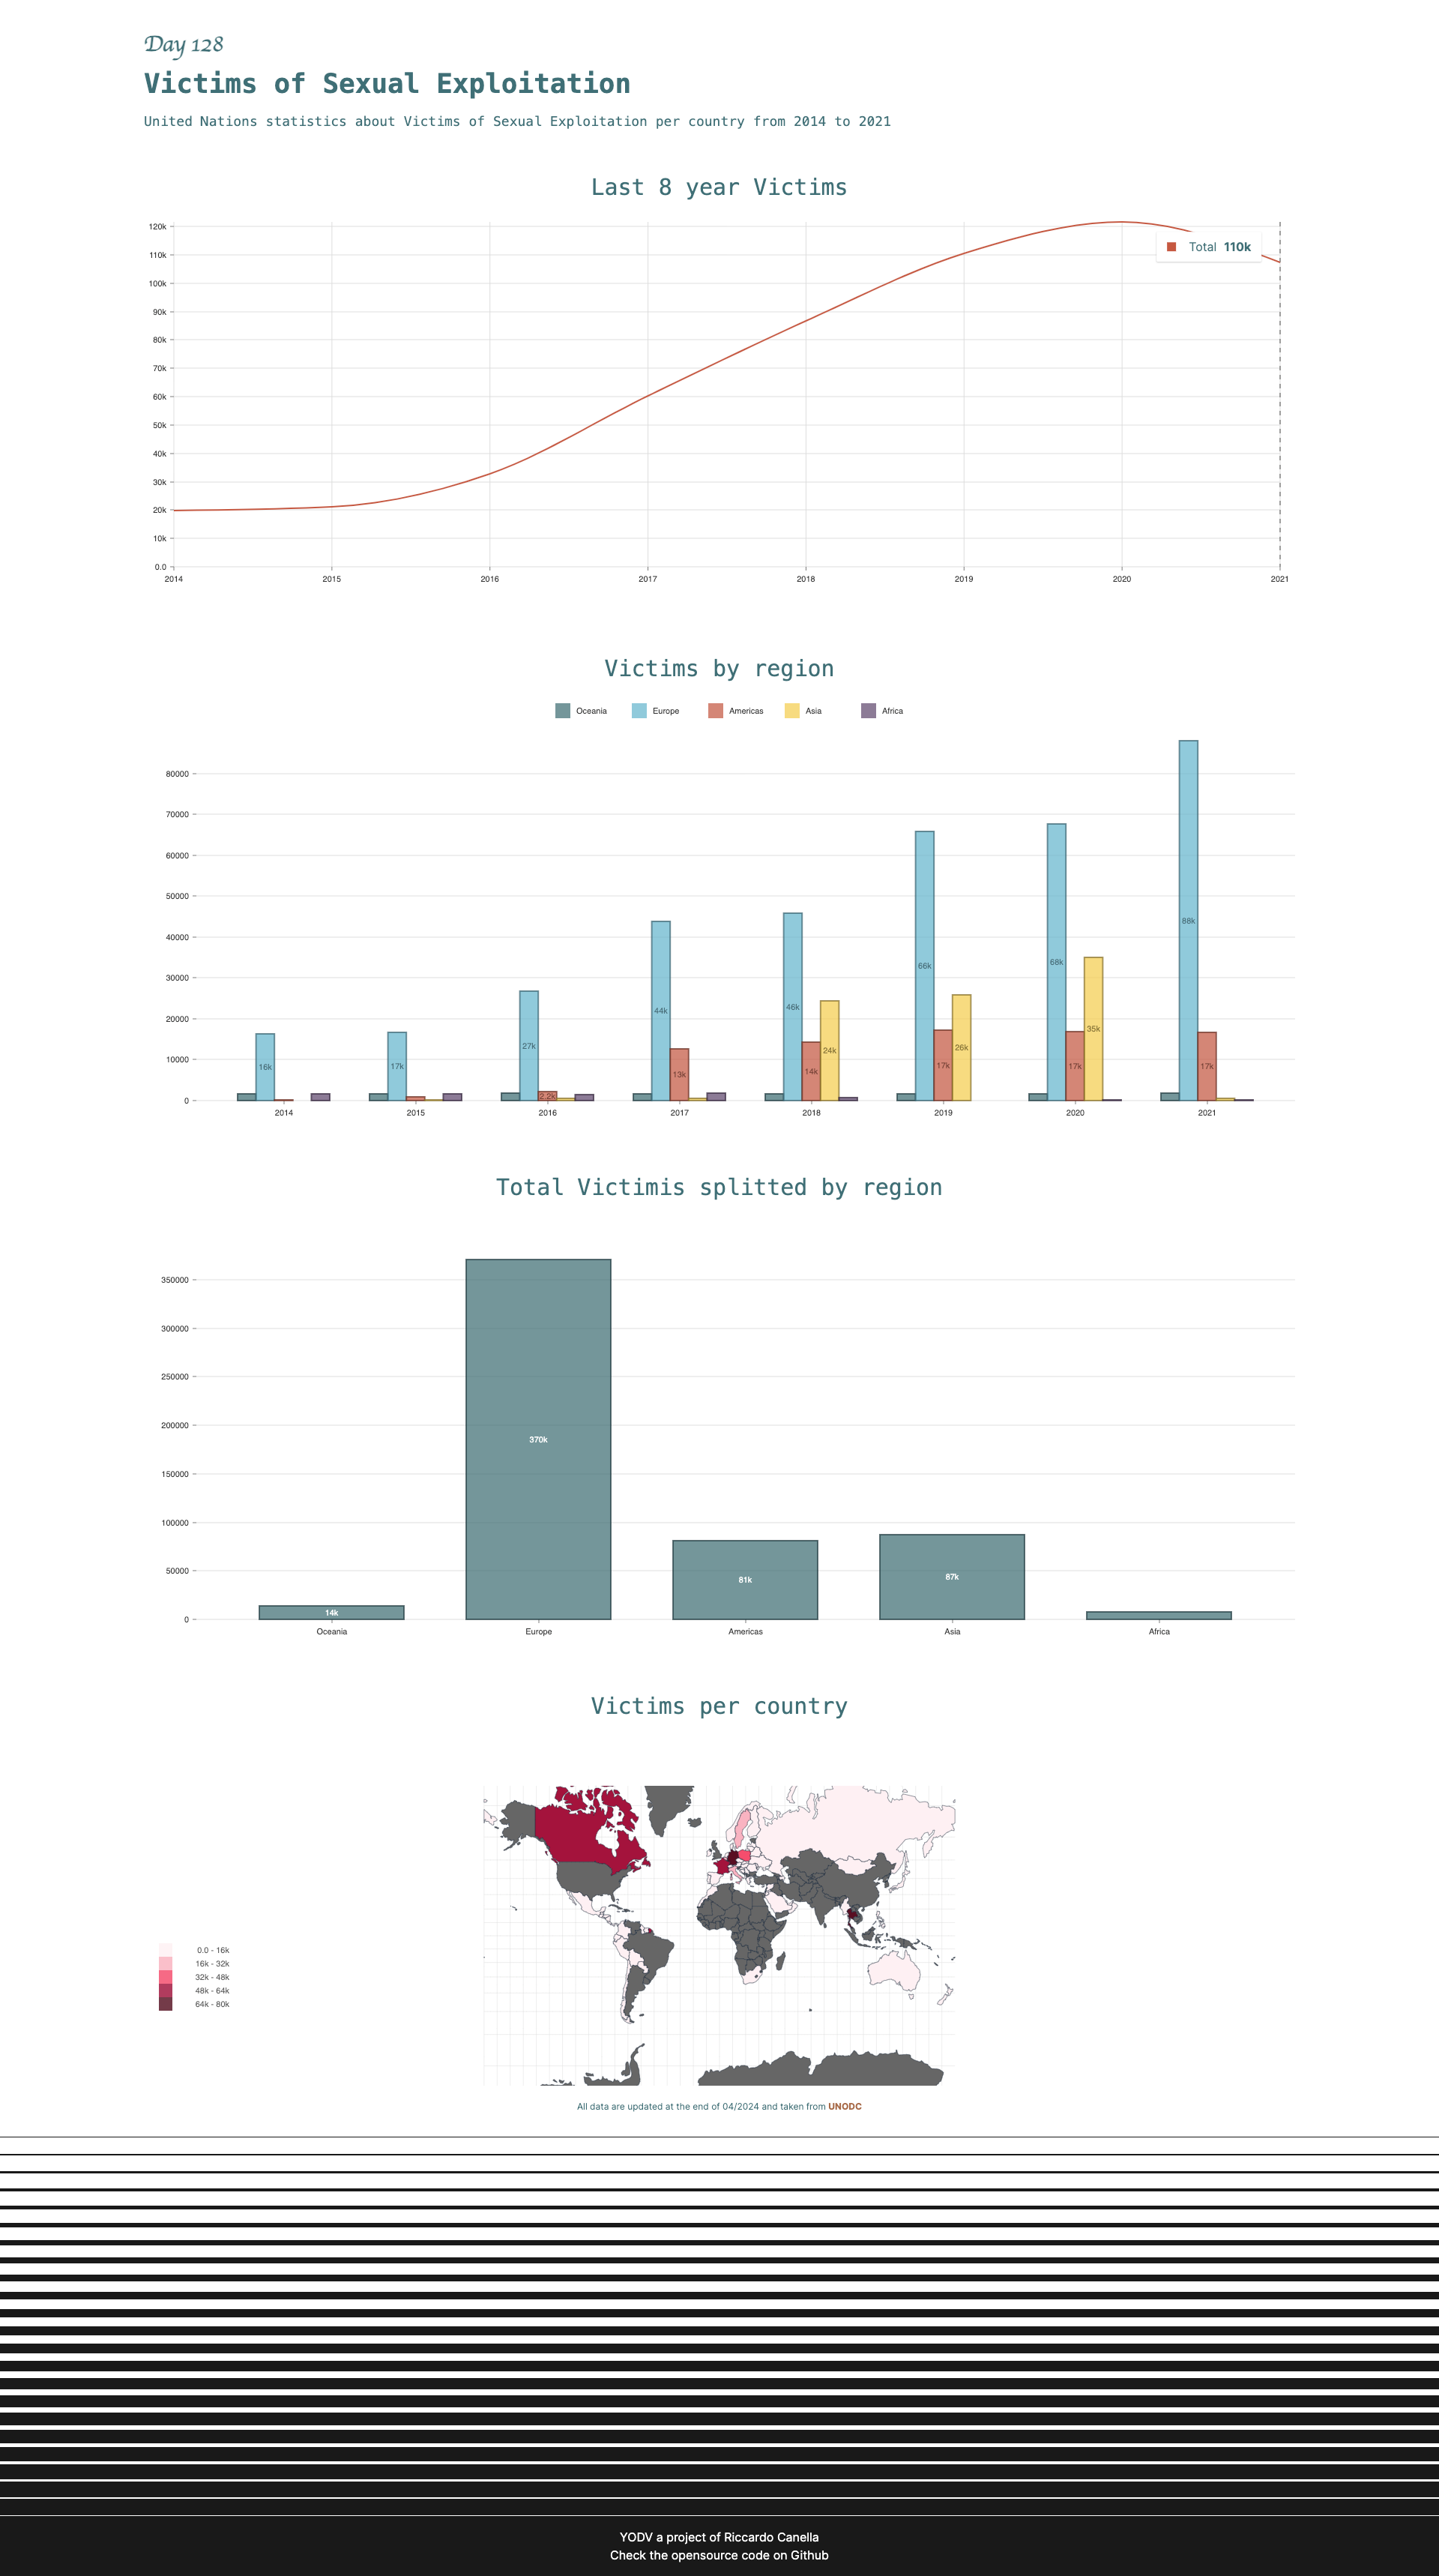 Day 128
Victims of Sexual Exploitation
United Nations statistics about Victims of Sexual Exploitation per country from 2014 to 2021
Last 8 year Victims
120k
110k
100k
90k
80k
70k
60k
50k
40k
30k
20k
10k
0.0
Total 110k
2014 2015 2016 2017 2018 2019 2020 2021
Victims by region
Oceania Europe Americas Asia Africa
80000
70000
60000
50000
40000
30000
20000
10000
0
16k
17k
27k
2.2k
44k
13k
46k
14k
24k
66k
17k
26k
68k
17k
35k
88k
17k
2014 2015 2016 2017 2018 2019 2020 2021
Total Victimis splitted by region
350000
300000
250000
200000
150000
100000
50000
0
14k
370k
81k
87k
Oceania Europe Americas Asia Africa
Victims per country
0.0 - 16k
16k - 32k
32k - 48k
48k - 64k
64k - 80k
All data are updated at the end of 04/2024 and taken from UNODC
YODV a project of Riccardo Canella
Check the opensource code on Github